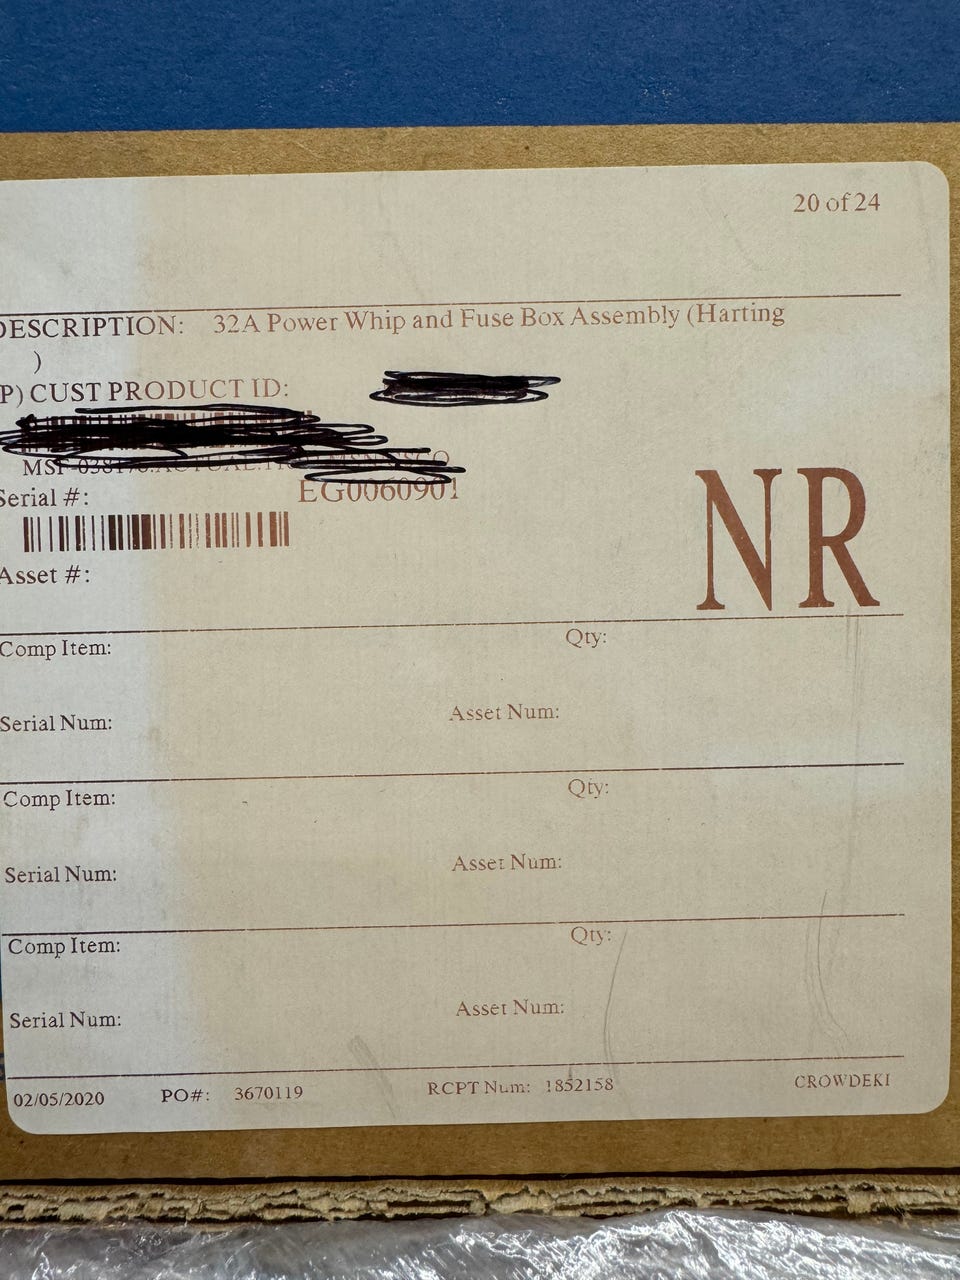 20 of 24
DESCRIPTION: 32A Power Whip and Fuse Box Assembly (Harting
)
P) CUST PRODUCT ID:
Serial #: EG0060901
NR
Asset #:
Comp Item: Qty:
Serial Num: Asset Num:
Comp Item: Qty:
Serial Num: Asset Num:
Comp Item: Qty:
Serial Num: Asset Num:
02/05/2020 PO#: 3670119 RCPT Num: 1852158 CROWDEKI